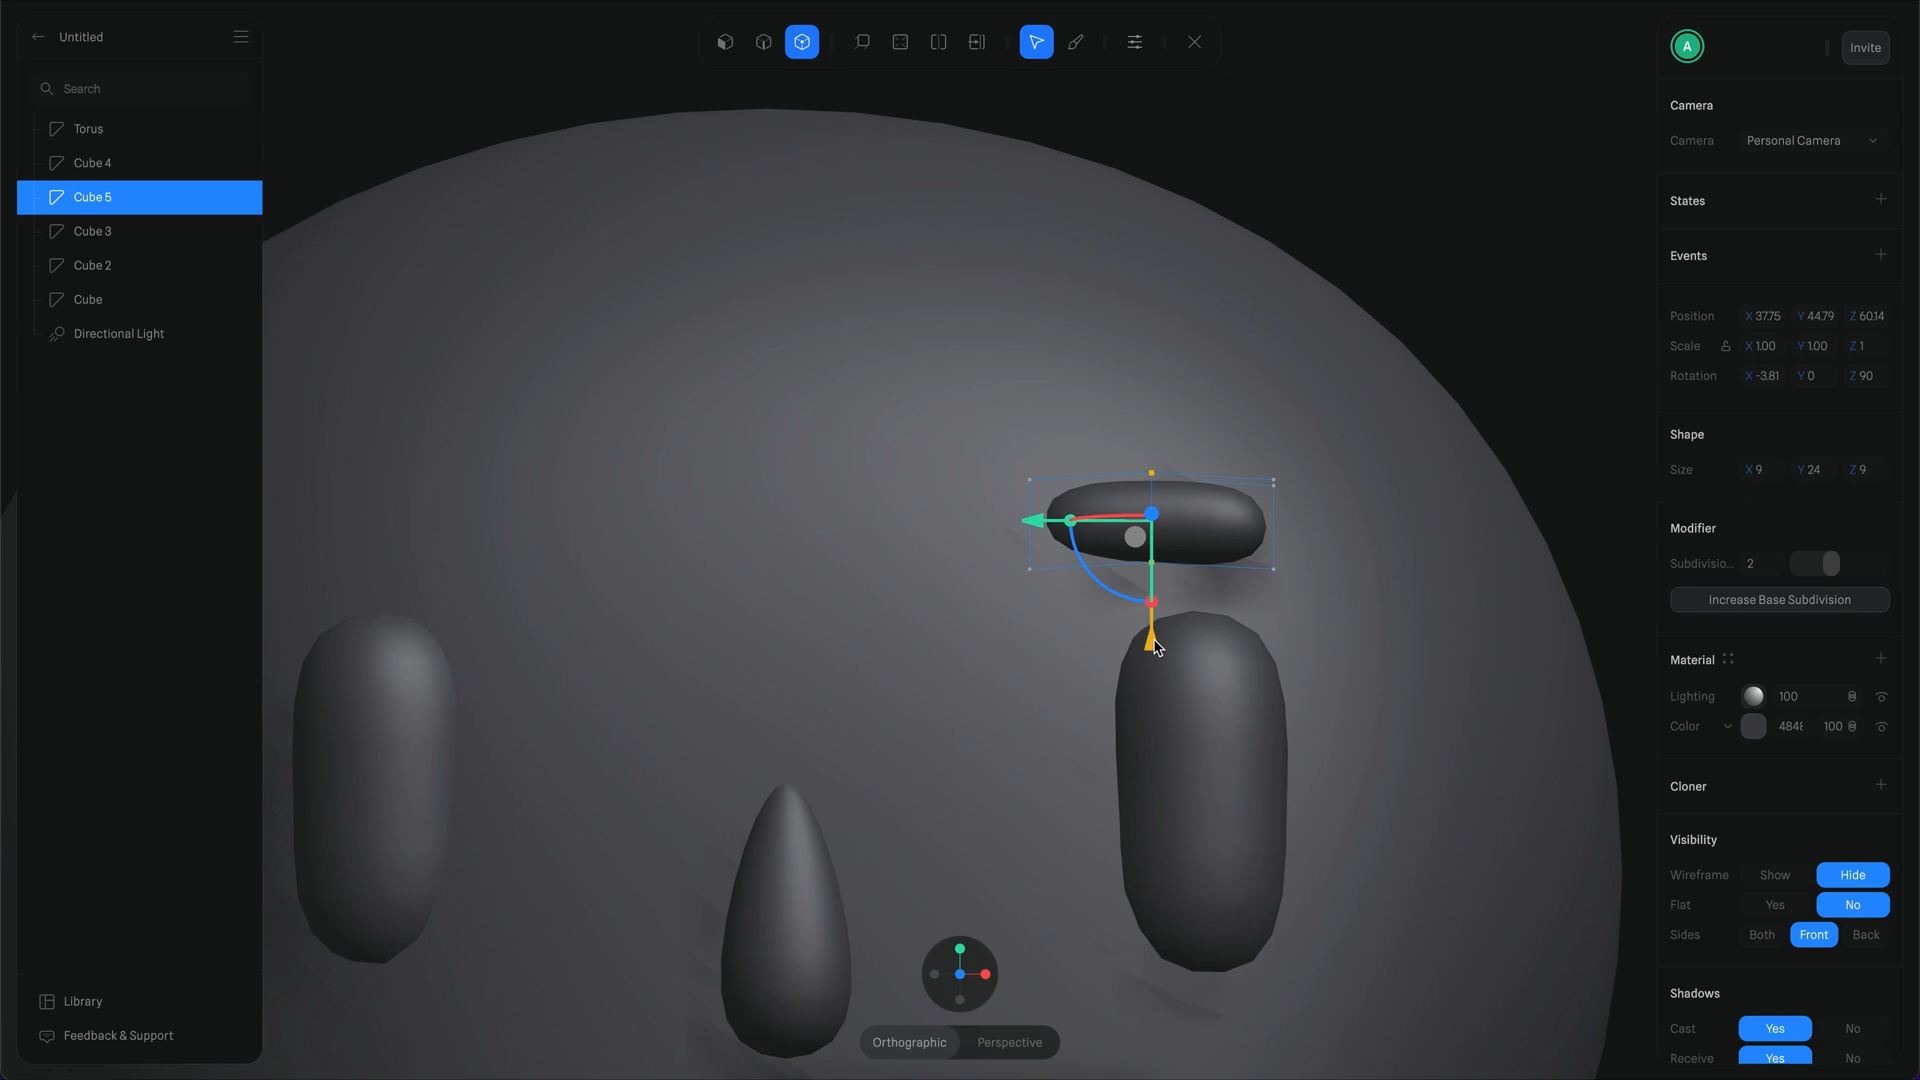 Untitled
Search
Torus
Cube 4
Cube 5
Cube 3
Cube 2
Cube
Directional Light
Library
Feedback & Support
Orthographic Perspective
A
Invite
Camera
Camera Personal Camera
States
Events
Position X 37.75 Y 44.79 Z 60.14
Scale X 1.00 Y 1.00 Z 1
Rotation X -3.81 Y 0 Z 90
Shape
Size X 9 Y 24 Z 9
Modifier
Subdivisio... 2
Increase Base Subdivision
Material
Lighting 100
Color 484 100
Cloner
Visibility
Wireframe Show Hide
Flat Yes No
Sides Both Front Back
Shadows
Cast Yes No
Receive Yes No